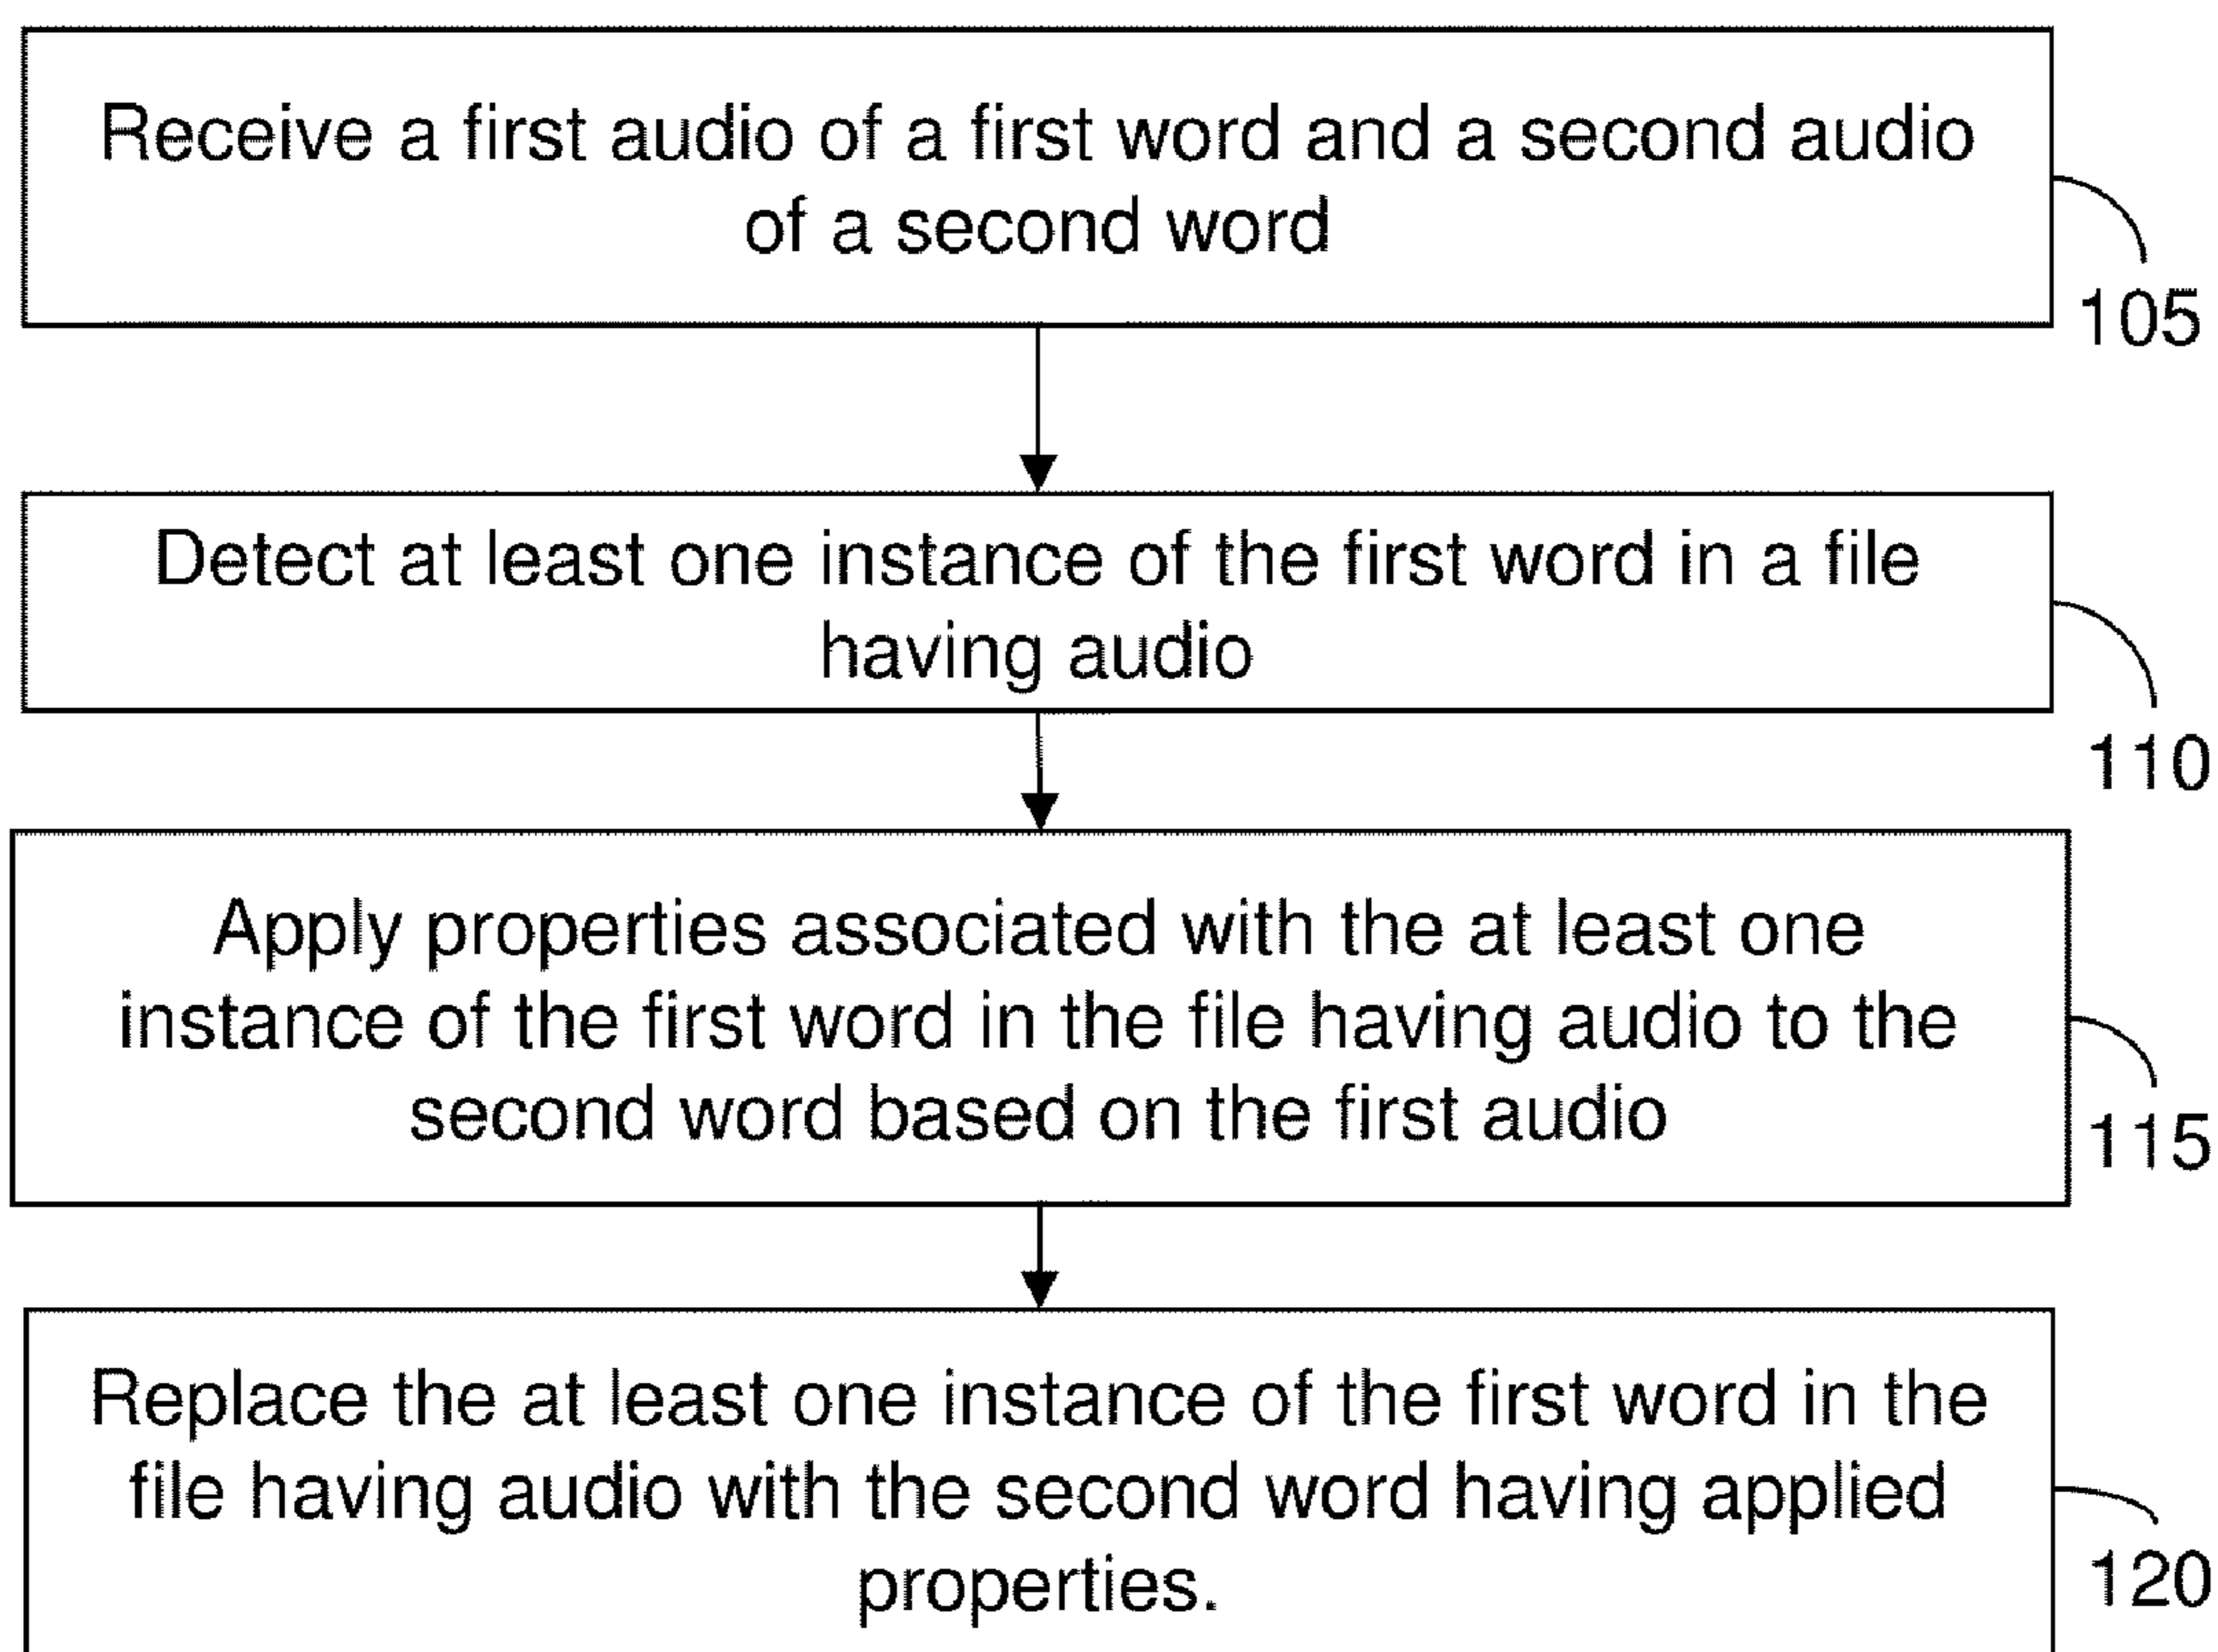 Receive a first audio of a first word and a second audio
of a second word
105
Detect at least one instance of the first word in a file
having audio
110
Apply properties associated with the at least one
instance of the first word in the file having audio to the
second word based on the first audio
115
Replace the at least one instance of the first word in the
file having audio with the second word having applied
properties.
120